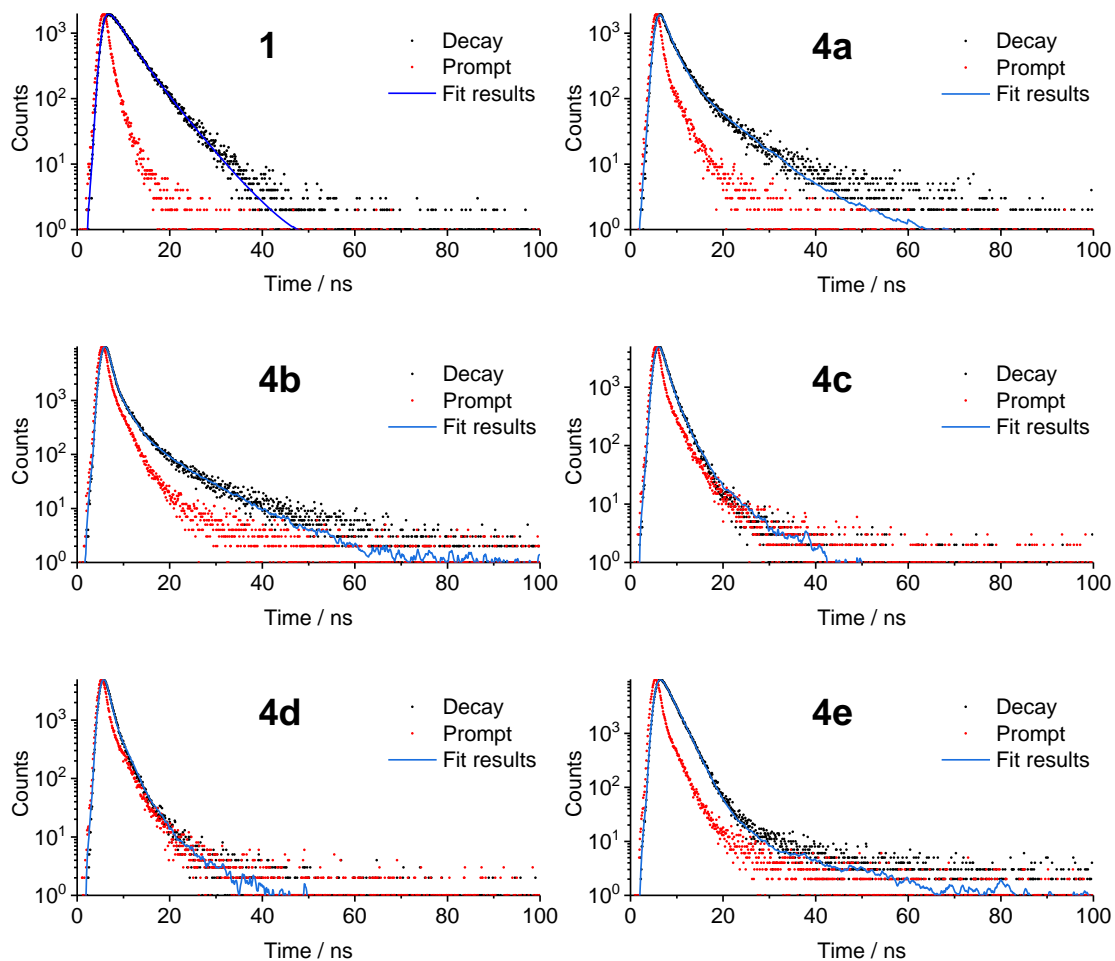 1
Decay
Prompt
Fit results
Counts
10³
10²
10¹
10⁰
0 20 40 60 80 100
Time / ns
4a
Decay
Prompt
Fit results
Counts
10³
10²
10¹
10⁰
0 20 40 60 80 100
Time / ns
4b
Decay
Prompt
Fit results
Counts
10³
10²
10¹
10⁰
0 20 40 60 80 100
Time / ns
4c
Decay
Prompt
Fit results
Counts
10³
10²
10¹
10⁰
0 20 40 60 80 100
Time / ns
4d
Decay
Prompt
Fit results
Counts
10³
10²
10¹
10⁰
0 20 40 60 80 100
Time / ns
4e
Decay
Prompt
Fit results
Counts
10³
10²
10¹
10⁰
0 20 40 60 80 100
Time / ns